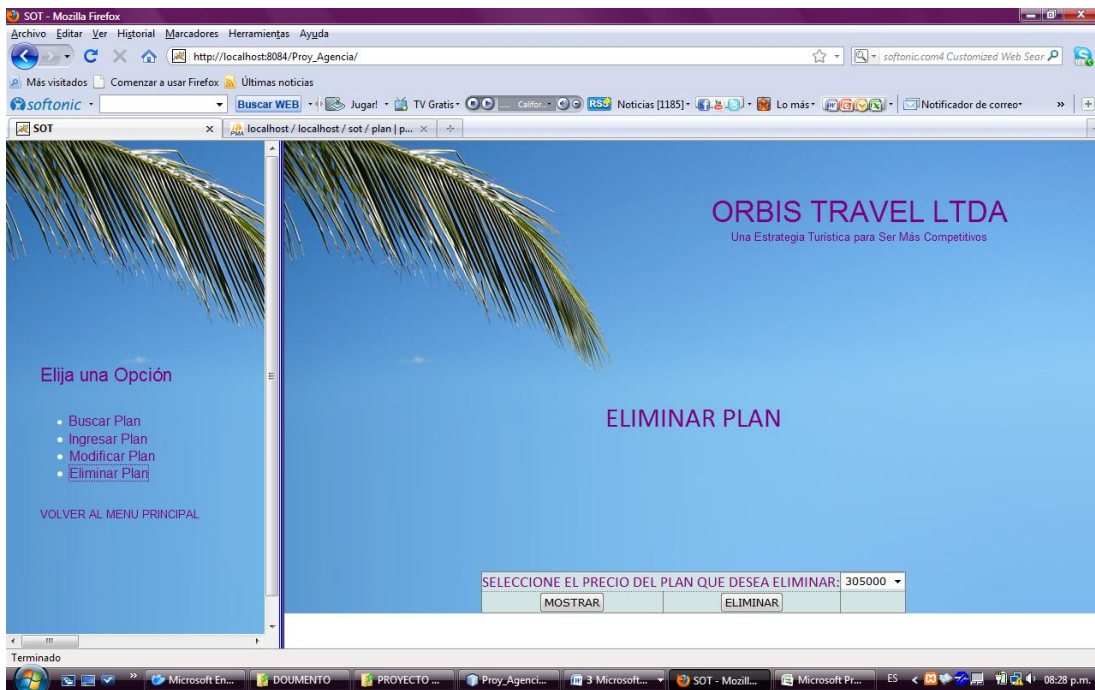 SOT - Mozilla Firefox
Archivo Editar Ver Historial Marcadores Herramientas Ayuda
http://localhost:8084/Proy_Agencia/
softonic.com4 Customized Web Sear
Más visitados Comenzar a usar Firefox Últimas noticias
softonic Buscar WEB Jugar! TV Gratis Califor... RSS Noticias [1185] Lo más Notificador de correo »
SOT localhost / localhost / sot / plan | p...
ORBIS TRAVEL LTDA
Una Estrategia Turística para Ser Más Competitivos
Elija una Opción
Buscar Plan
Ingresar Plan
Modificar Plan
Eliminar Plan
VOLVER AL MENU PRINCIPAL
ELIMINAR PLAN
SELECCIONE EL PRECIO DEL PLAN QUE DESEA ELIMINAR: 305000
MOSTRAR ELIMINAR
Terminado
» Microsoft En... DOUMENTO PROYECTO ... Proy_Agenci... 3 Microsoft... SOT - Mozill... Microsoft Pr... ES < 08:28 p.m.